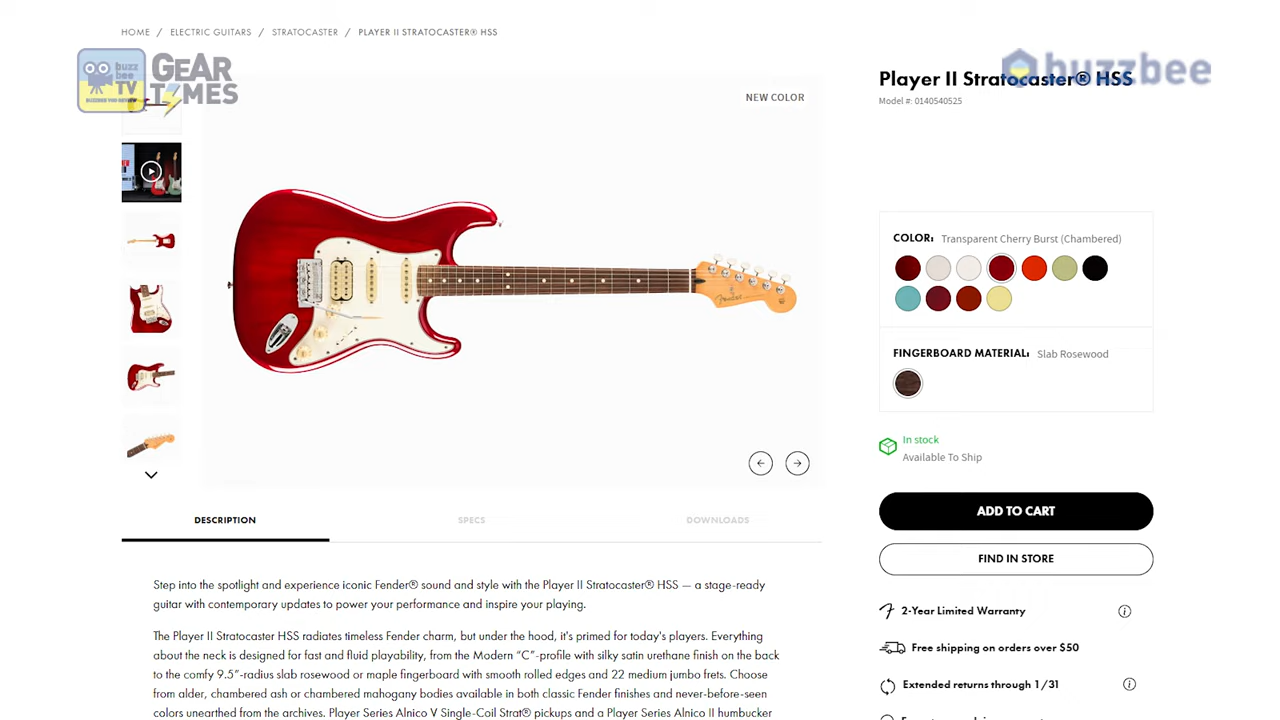 HOME / ELECTRIC GUITARS / STRATOCASTER / PLAYER II STRATOCASTER® HSS
buzz
bee
TV
BUZZBEE YOU REVIEW
GEAR
TIMES
buzzbee
NEW COLOR
Player II Stratocaster® HSS
Model #: 0140540525
COLOR: Transparent Cherry Burst (Chambered)
FINGERBOARD MATERIAL: Slab Rosewood
In stock
Available To Ship
ADD TO CART
FIND IN STORE
2-Year Limited Warranty
Free shipping on orders over $50
Extended returns through 1/31
Fender
DESCRIPTION
SPECS
DOWNLOADS
Step into the spotlight and experience iconic Fender® sound and style with the Player II Stratocaster® HSS — a stage-ready
guitar with contemporary updates to power your performance and inspire your playing.
The Player II Stratocaster HSS radiates timeless Fender charm, but under the hood, it's primed for today's players. Everything
about the neck is designed for fast and fluid playability, from the Modern “C”-profile with silky satin urethane finish on the back
to the comfy 9.5”-radius slab rosewood or maple fingerboard with smooth rolled edges and 22 medium jumbo frets. Choose
from alder, chambered ash or chambered mahogany bodies available in both classic Fender finishes and never-before-seen
colors unearthed from the archives. Player Series Alnico V Single-Coil Strat® pickups and a Player Series Alnico II humbucker